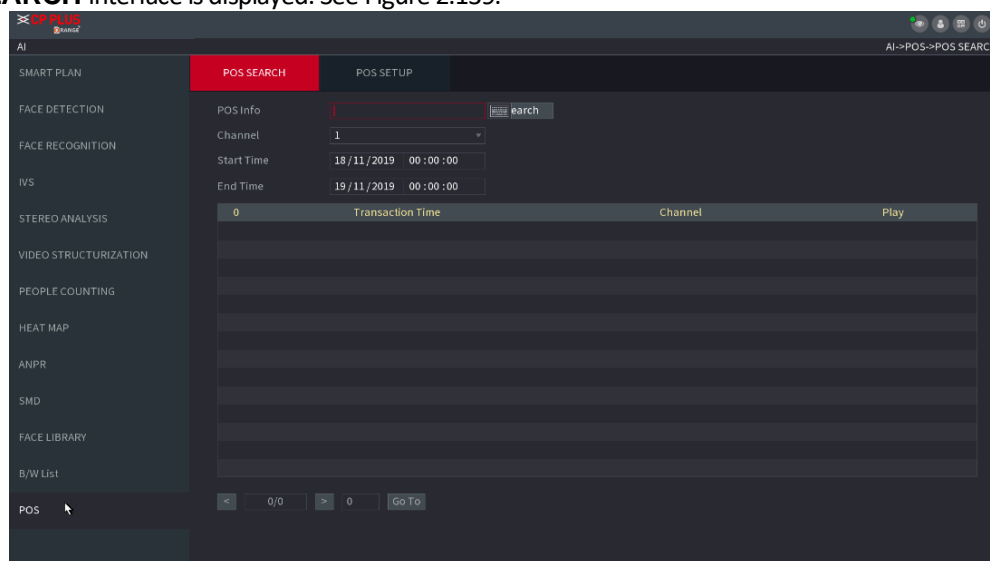 EARCH interface is displayed. See Figure 2.139.
CP PLUS
ORANGE
AI AI->POS->POS SEARC
SMART PLAN
POS SEARCH POS SETUP
FACE DETECTION
POS Info earch
Channel 1
FACE RECOGNITION
Start Time 18/11/2019 00:00:00
IVS
End Time 19/11/2019 00:00:00
0 Transaction Time Channel Play
STEREO ANALYSIS
VIDEO STRUCTURIZATION
PEOPLE COUNTING
HEAT MAP
ANPR
SMD
FACE LIBRARY
B/W List
POS
< 0/0 > 0 Go To